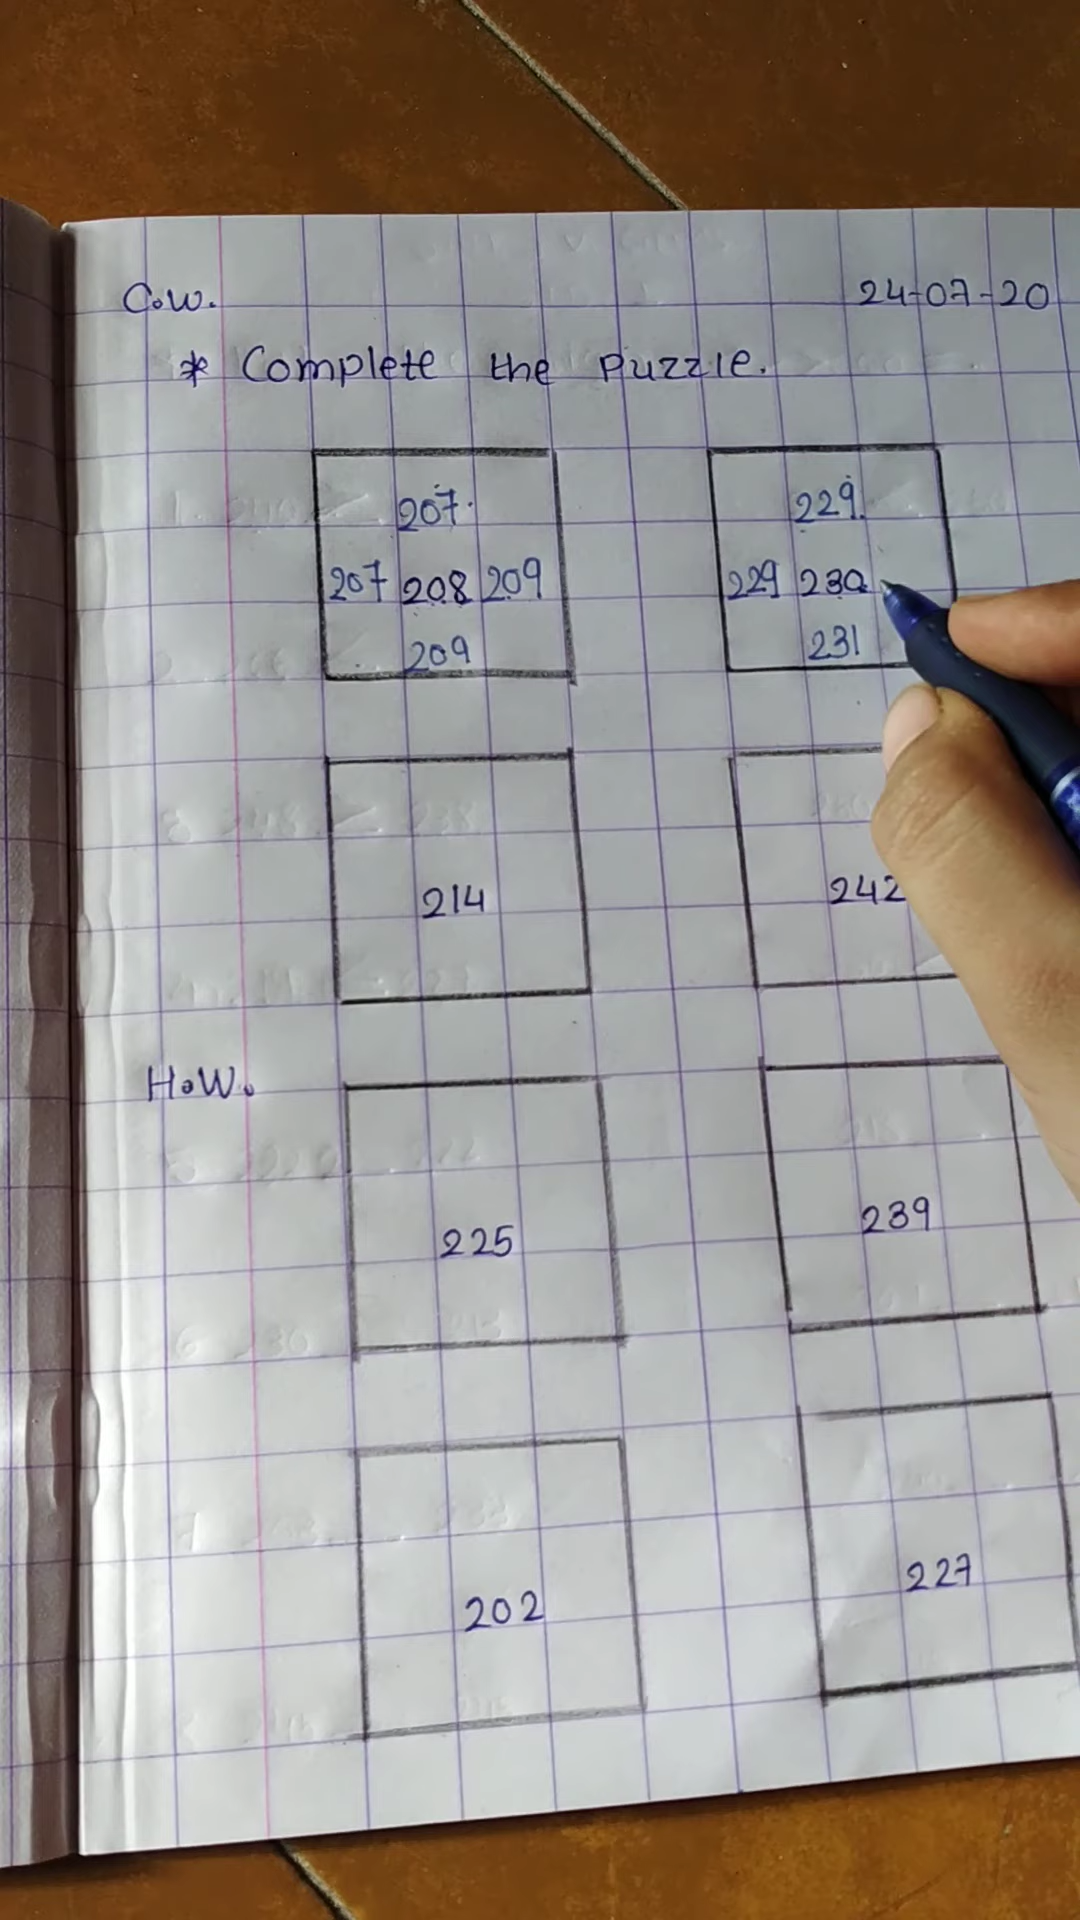 C.W. 24-07-20
* Complete the puzzle.
207 229
207 208 209 229 230
209 231
214 242
H.W.
225 239
202 227